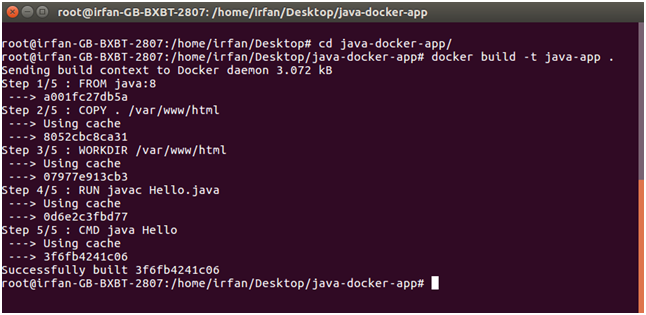 root@irfan-GB-BXBT-2807: /home/irfan/Desktop/java-docker-app
root@irfan-GB-BXBT-2807:/home/irfan/Desktop# cd java-docker-app/
root@irfan-GB-BXBT-2807:/home/irfan/Desktop/java-docker-app# docker build -t java-app .
Sending build context to Docker daemon 3.072 kB
Step 1/5 : FROM java:8
 ---> a001fc27db5a
Step 2/5 : COPY . /var/www/html
 ---> Using cache
 ---> 8052cbc8ca31
Step 3/5 : WORKDIR /var/www/html
 ---> Using cache
 ---> 07977e913cb3
Step 4/5 : RUN javac Hello.java
 ---> Using cache
 ---> 0d6e2c3fbd77
Step 5/5 : CMD java Hello
 ---> Using cache
 ---> 3f6fb4241c06
Successfully built 3f6fb4241c06
root@irfan-GB-BXBT-2807:/home/irfan/Desktop/java-docker-app#